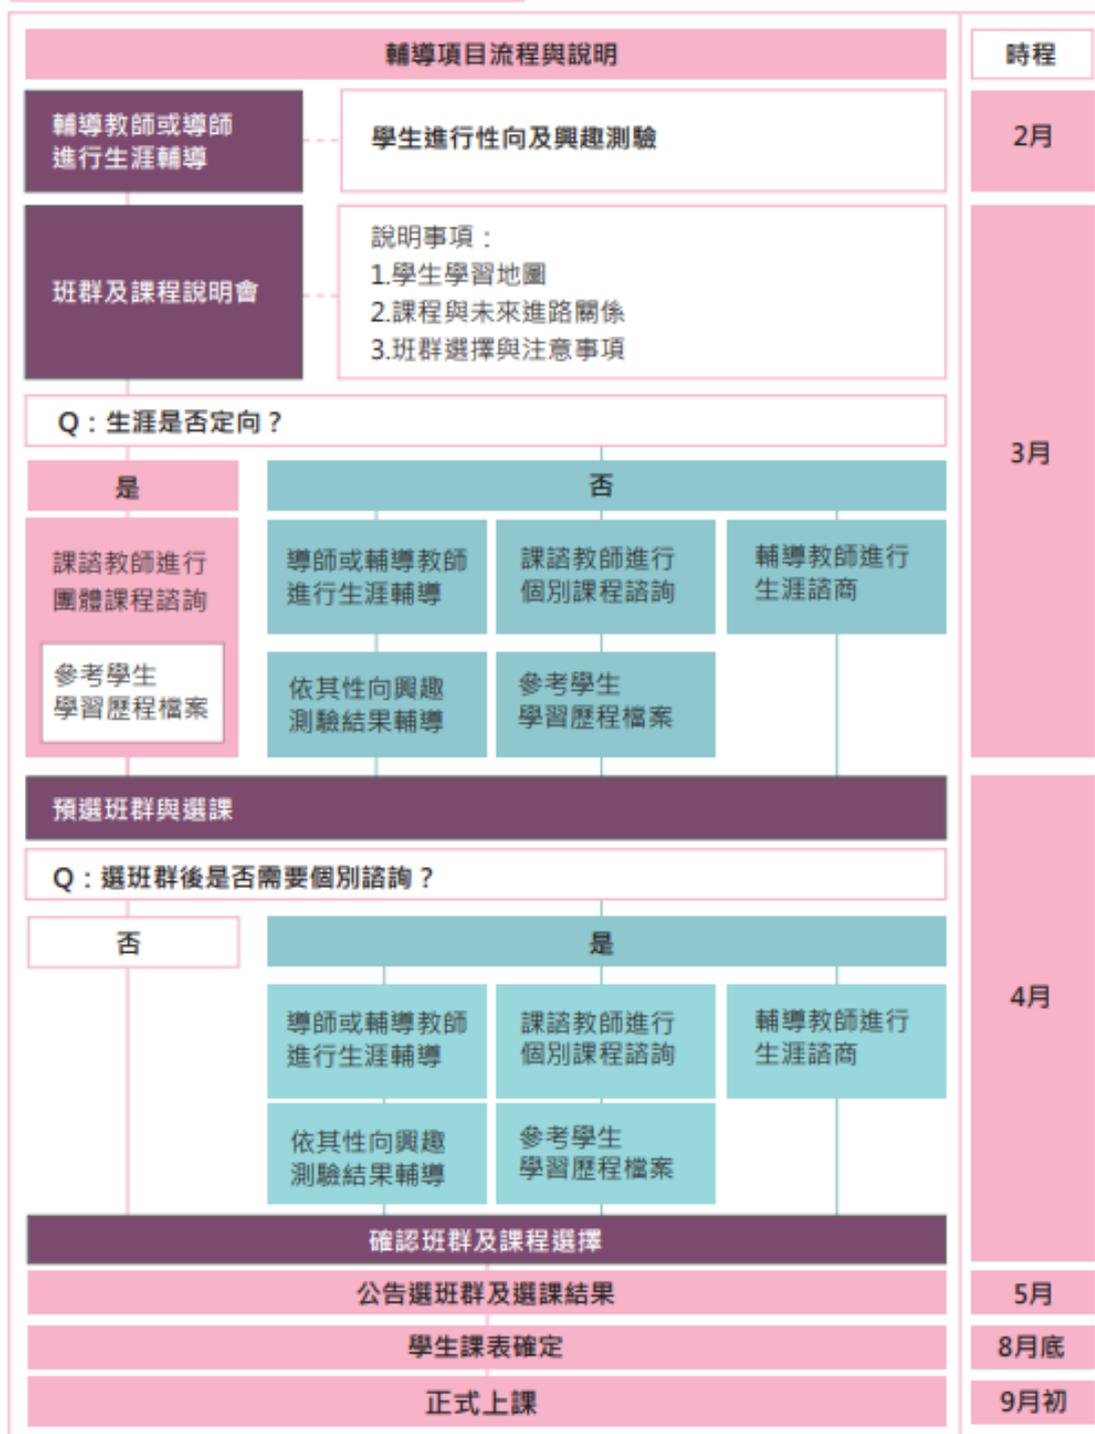 輔導項目流程與說明
時程
輔導教師或導師
進行生涯輔導
學生進行性向及興趣測驗
2月
班群及課程說明會
說明事項：
1.學生學習地圖
2.課程與未來進路關係
3.班群選擇與注意事項
3月
Q：生涯是否定向？
是
否
課諮教師進行
團體課程諮詢
參考學生
學習歷程檔案
導師或輔導教師
進行生涯輔導
依其性向興趣
測驗結果輔導
課諮教師進行
個別課程諮詢
參考學生
學習歷程檔案
輔導教師進行
生涯諮商
預選班群與選課
4月
Q：選班群後是否需要個別諮詢？
否
是
導師或輔導教師
進行生涯輔導
依其性向興趣
測驗結果輔導
課諮教師進行
個別課程諮詢
參考學生
學習歷程檔案
輔導教師進行
生涯諮商
確認班群及課程選擇
公告選班群及選課結果
5月
學生課表確定
8月底
正式上課
9月初